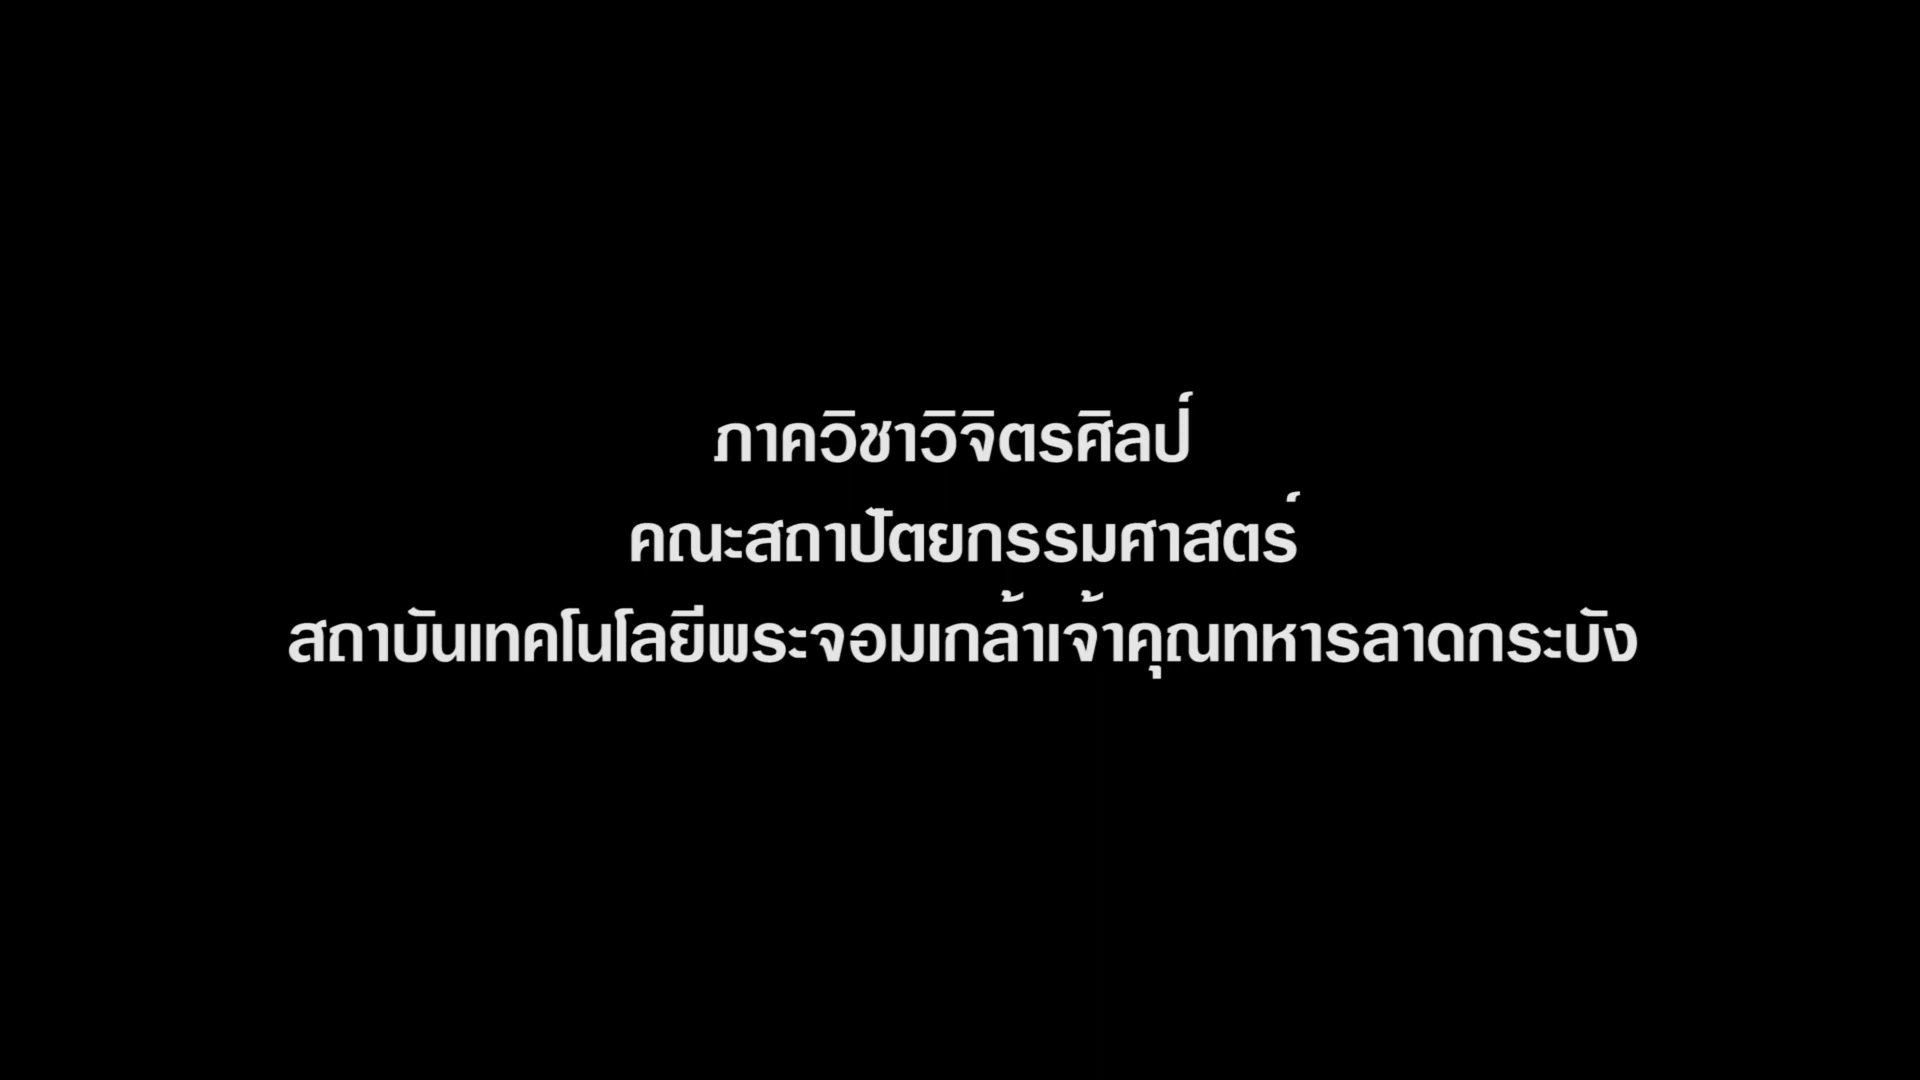 ภาควิชาวิจิตรศิลป์
คณะสถาปัตยกรรมศาสตร์
สถาบันเทคโนโลยีพระจอมเกล้าเจ้าคุณทหารลาดกระบัง